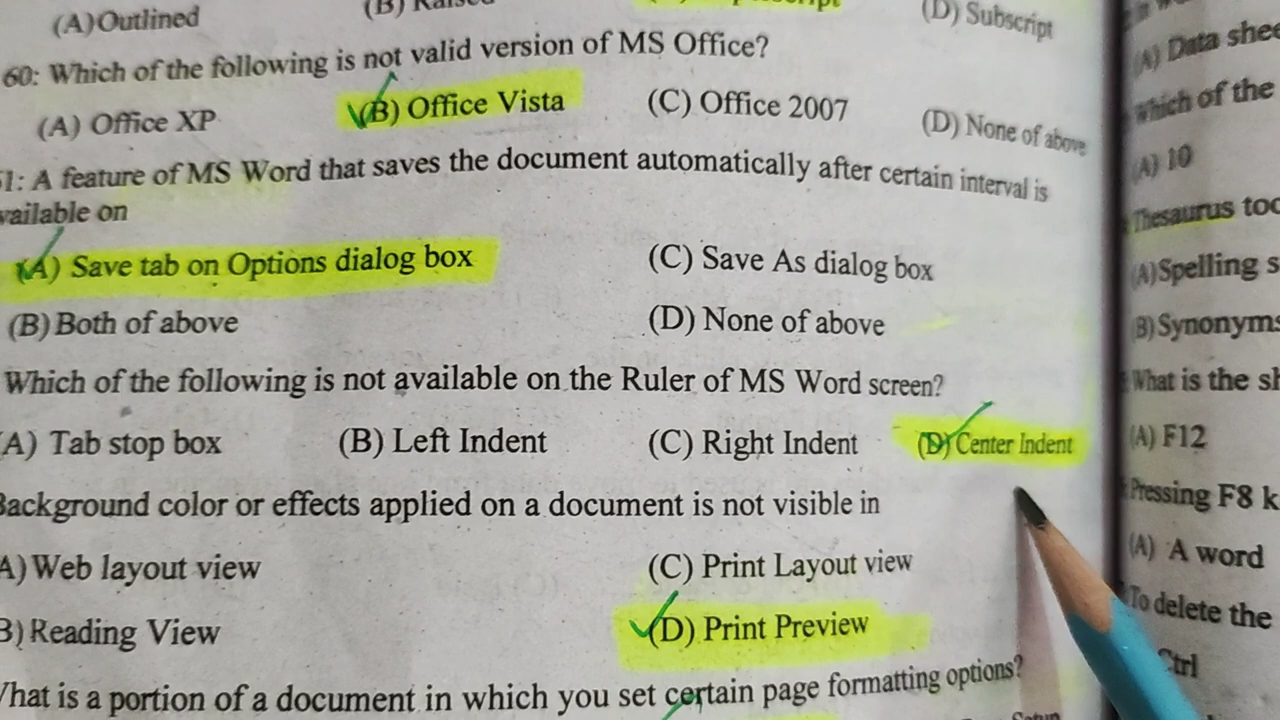 (A)Outlined (B) Raised (D) Subscript
60: Which of the following is not valid version of MS Office?
(A) Office XP (B) Office Vista (C) Office 2007 (D) None of above
1: A feature of MS Word that saves the document automatically after certain interval is
vailable on
(A) Save tab on Options dialog box (C) Save As dialog box
(B) Both of above (D) None of above
Which of the following is not available on the Ruler of MS Word screen?
(A) Tab stop box (B) Left Indent (C) Right Indent (D) Center Indent
Background color or effects applied on a document is not visible in
A) Web layout view (C) Print Layout view
B) Reading View (D) Print Preview
What is a portion of a document in which you set certain page formatting options?
(A) Data shee
which of the
(A) 10
Thesaurus too
(A)Spelling s
(B)Synonyms
What is the sh
(A) F12
Pressing F8 k
(A) A word
To delete the
Ctrl